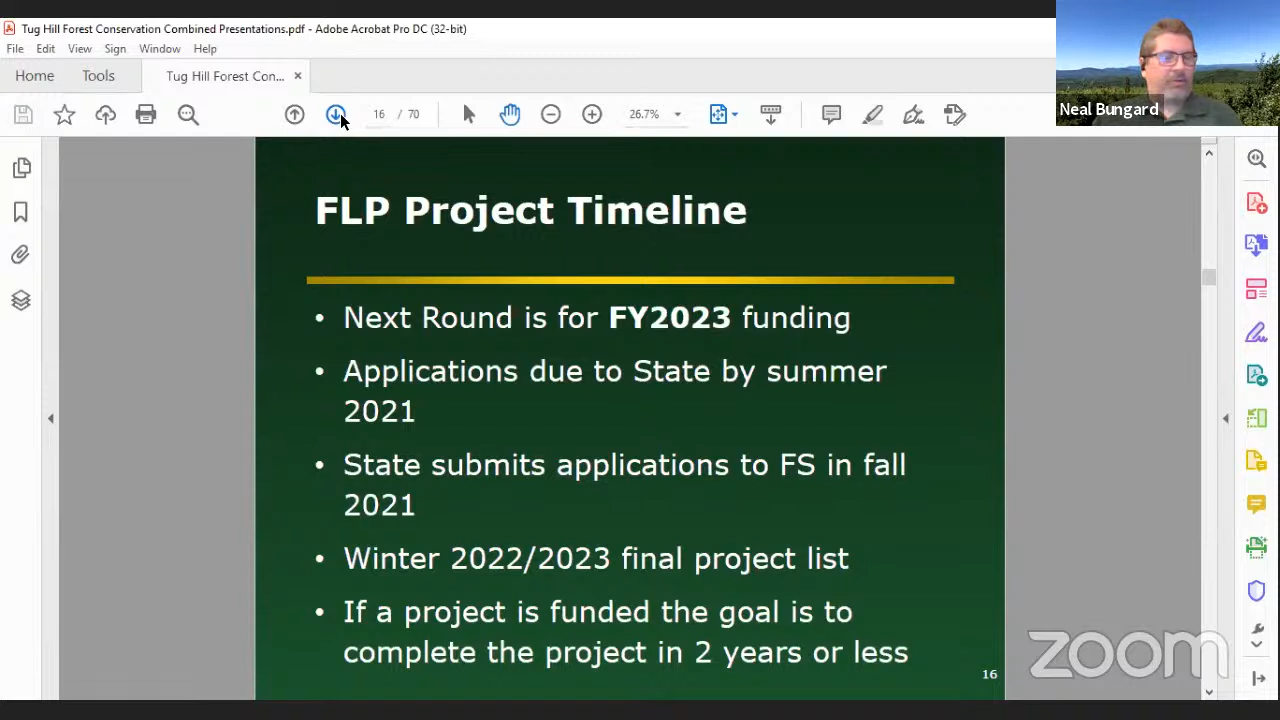 Tug Hill Forest Conservation Combined Presentations.pdf - Adobe Acrobat Pro DC (32-bit)
File Edit View Sign Window Help
Home Tools Tug Hill Forest Con... ×
16 / 70 26.7%
Neal Bungard
FLP Project Timeline
• Next Round is for FY2023 funding
• Applications due to State by summer
2021
• State submits applications to FS in fall
2021
• Winter 2022/2023 final project list
• If a project is funded the goal is to
complete the project in 2 years or less
16
zoom